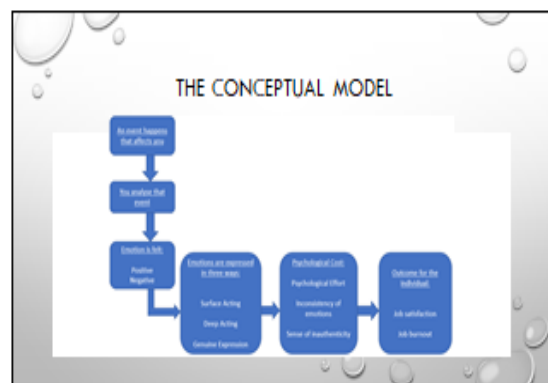 THE CONCEPTUAL MODEL
An event happens
that affects you
You analyse that
event
Emotion is felt:
Positive
Negative
Emotions are expressed
in three ways:
Surface Acting
Deep Acting
Genuine Expression
Psychological Cost:
Psychological Effort
Inconsistency of
emotions
Sense of inauthenticity
Outcome for the
individual:
Job satisfaction
Job burnout